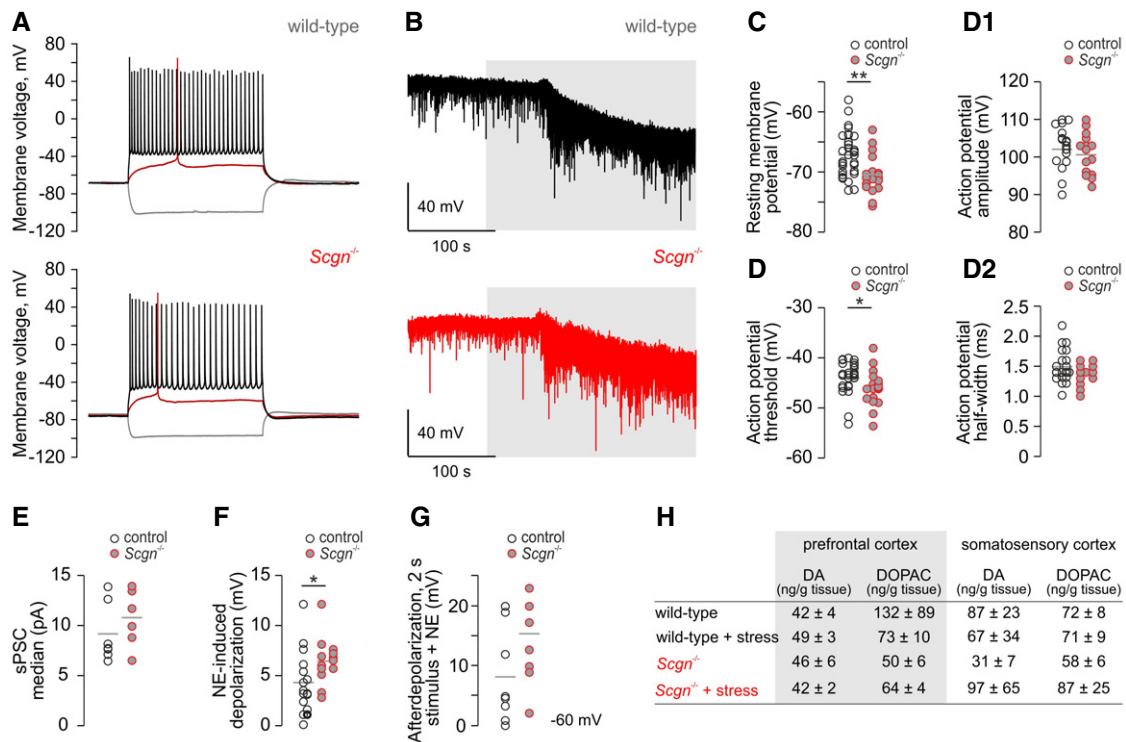 A
wild-type
Membrane voltage, mV
80
40
0
-40
-80
-120
Scgn-/-
Membrane voltage, mV
80
40
0
-40
-80
-120
B
wild-type
40 mV
100 s
Scgn-/-
40 mV
100 s
C
control
Scgn-/-
**
Resting membrane
potential (mV)
-60
-70
-80
D1
control
Scgn-/-
Action potential
amplitude (mV)
120
110
100
90
80
D
control
Scgn-/-
*
Action potential
threshold (mV)
-30
-40
-50
-60
D2
control
Scgn-/-
Action potential
half-width (ms)
2.5
2.0
1.5
1.0
0.5
0
E
control
Scgn-/-
sPSC
median (pA)
15
10
5
0
F
control
Scgn-/-
*
NE-induced
depolarization (mV)
15
10
5
0
G
control
Scgn-/-
Afterdepolarization, 2 s
stimulus + NE (mV)
20
10
0
-60 mV
H
prefrontal cortex somatosensory cortex
DA DOPAC DA DOPAC
(ng/g tissue) (ng/g tissue) (ng/g tissue) (ng/g tissue)
wild-type 42 ± 4 132 ± 89 87 ± 23 72 ± 8
wild-type + stress 49 ± 3 73 ± 10 67 ± 34 71 ± 9
Scgn-/- 46 ± 6 50 ± 6 31 ± 7 58 ± 6
Scgn-/- + stress 42 ± 2 64 ± 4 97 ± 65 87 ± 25